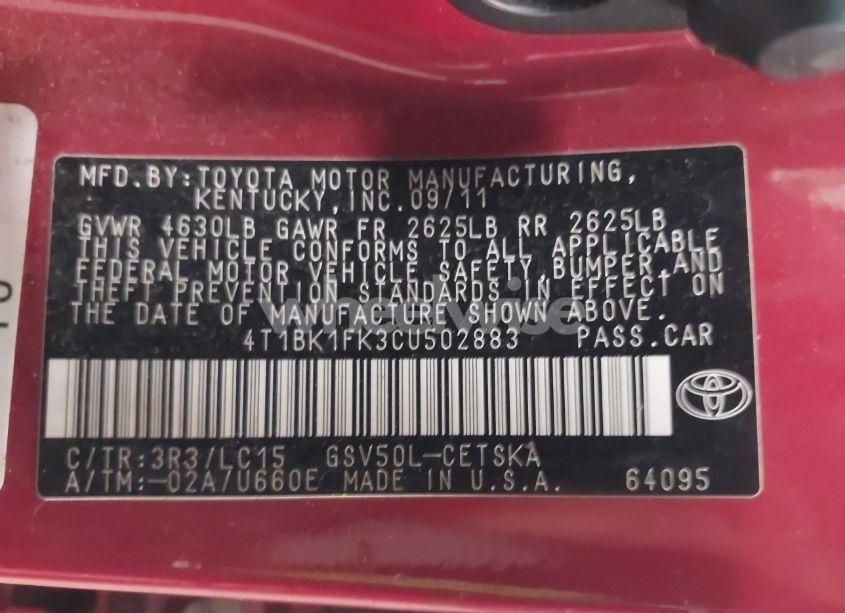 MFD.BY:TOYOTA MOTOR MANUFACTURING,
KENTUCKY,INC.09/11
GVWR 4630LB GAWR FR 2625LB RR 2625LB
THIS VEHICLE CONFORMS TO ALL APPLICABLE
FEDERAL MOTOR VEHICLE SAFETY,BUMPER,AND
THEFT PREVENTION STANDARDS IN EFFECT ON
THE DATE OF MANUFACTURE SHOWN ABOVE.
wheelwise
4T1BK1FK3CU502883 PASS.CAR
C/TR:3R3/LC15 GSV50L-CETSKA
A/TM:-02A/U660E MADE IN U.S.A. 64095